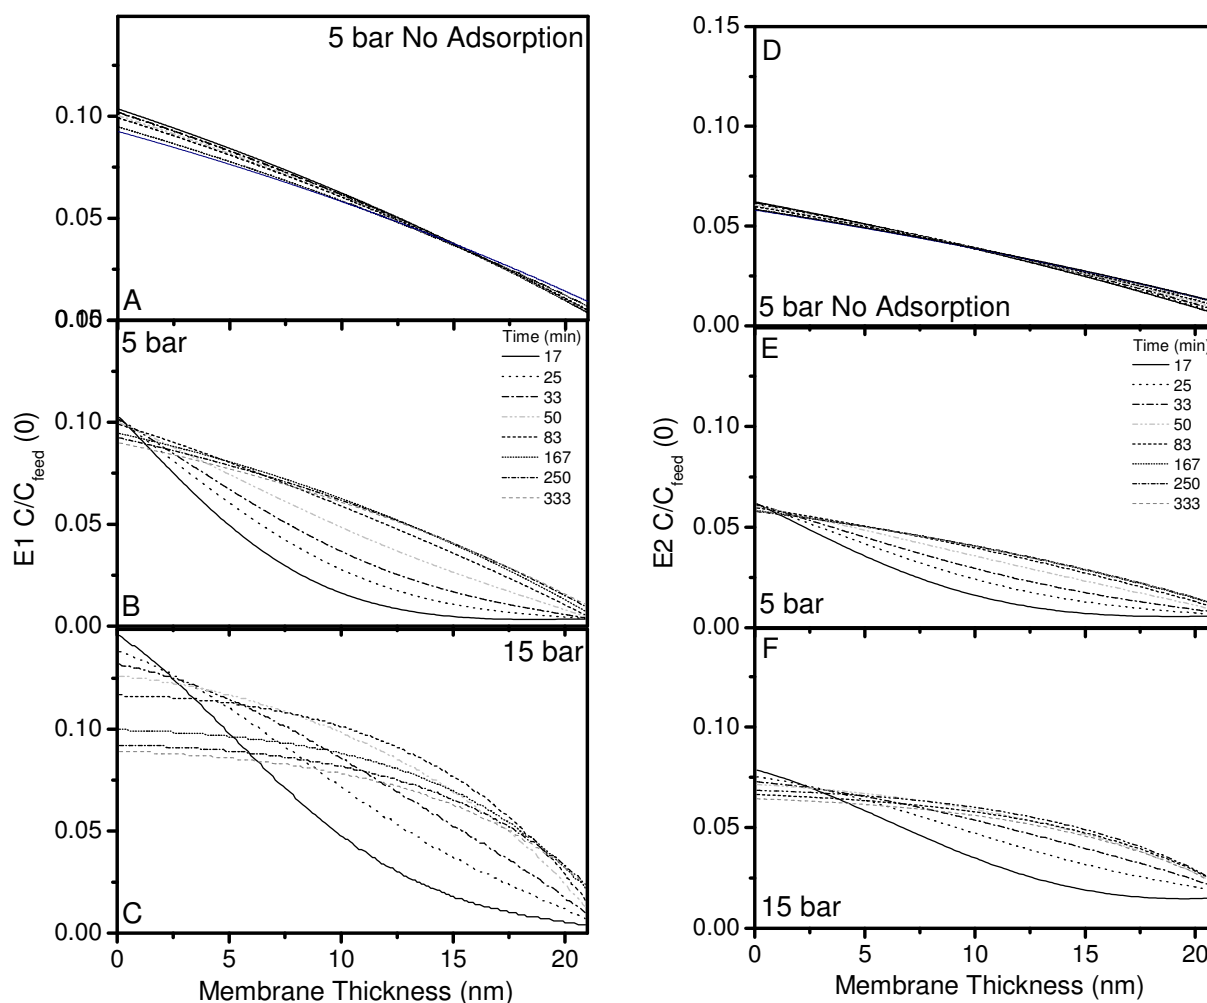 5 bar No Adsorption
0.10
0.05
A
0.00
0.15
5 bar
Time (min)
17
25
33
50
83
167
250
333
0.10
0.05
B
0.00
15 bar
0.10
0.05
C
0.00
0
5
10
15
20
Membrane Thickness (nm)
E1 C/Cfeed (0)
0.15
D
0.10
0.05
0.00
5 bar No Adsorption
E
Time (min)
17
25
33
50
83
167
250
333
0.10
0.05
0.00
5 bar
F
0.10
0.05
15 bar
0.00
0
5
10
15
20
Membrane Thickness (nm)
E2 C/Cfeed (0)